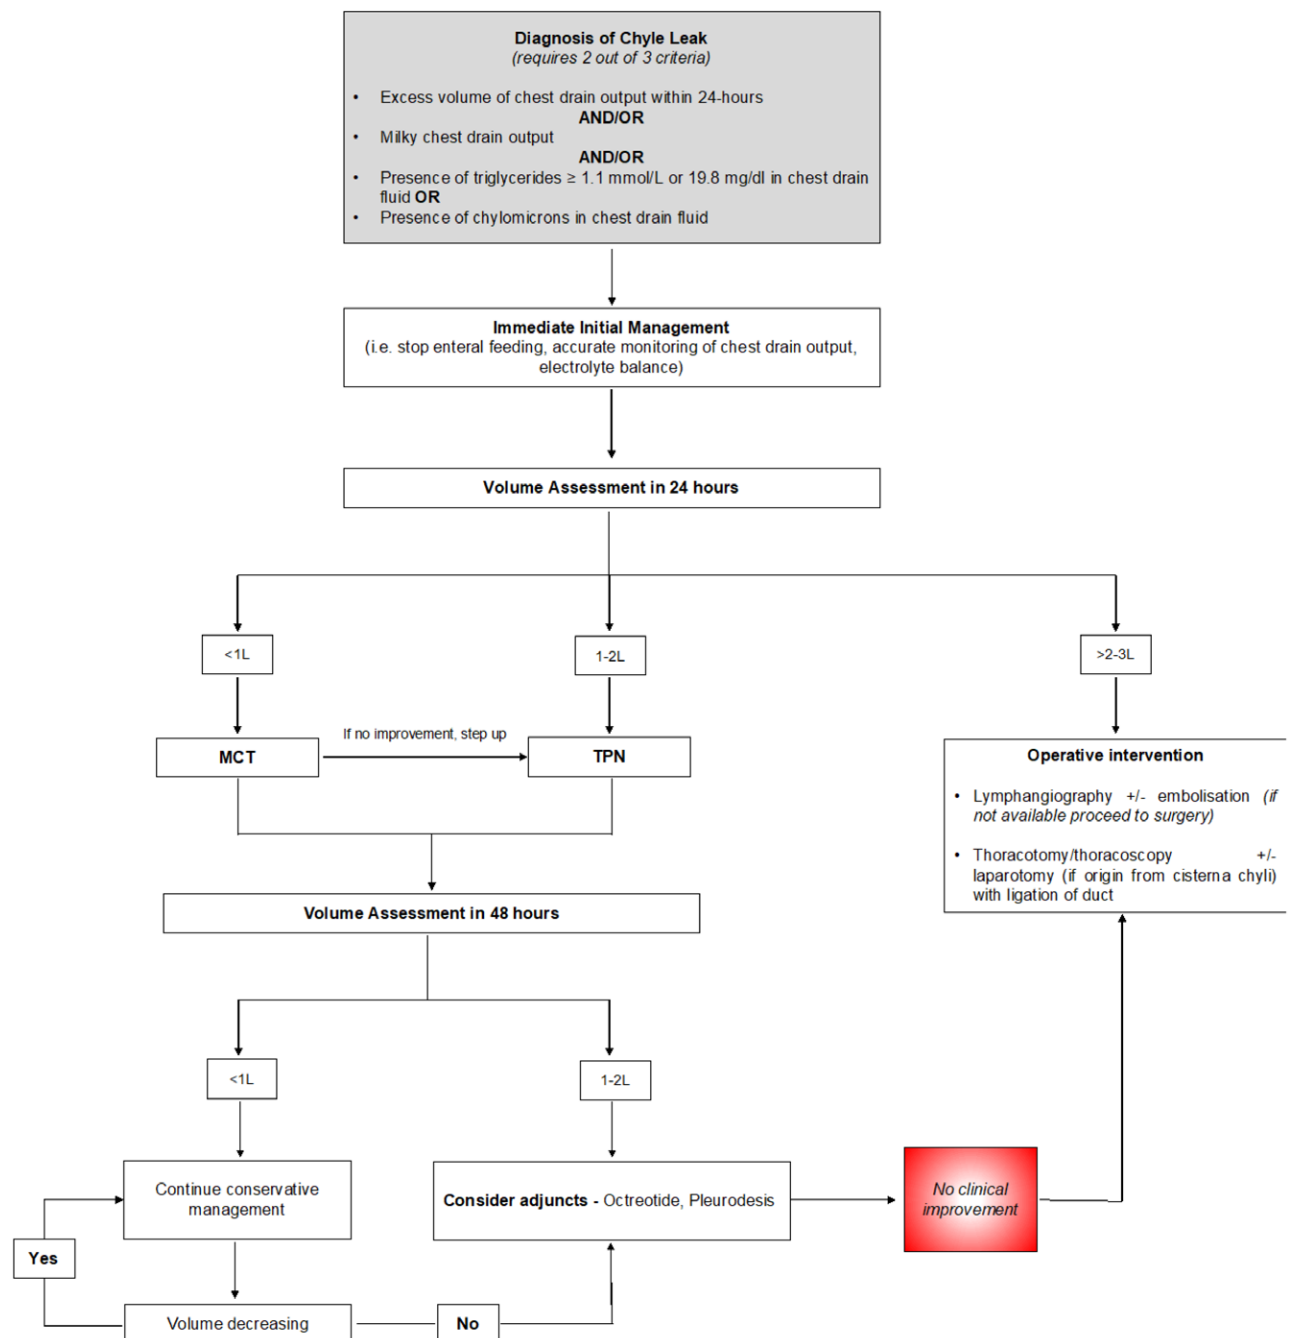 Diagnosis of Chyle Leak
(requires 2 out of 3 criteria)
• Excess volume of chest drain output within 24-hours
AND/OR
• Milky chest drain output
AND/OR
• Presence of triglycerides ≥ 1.1 mmol/L or 19.8 mg/dl in chest drain
fluid OR
• Presence of chylomicrons in chest drain fluid
Immediate Initial Management
(i.e. stop enteral feeding, accurate monitoring of chest drain output,
electrolyte balance)
Volume Assessment in 24 hours
<1L
1-2L
>2-3L
MCT
If no improvement, step up
TPN
Operative intervention
• Lymphangiography +/- embolisation (if
not available proceed to surgery)
• Thoracotomy/thoracoscopy +/-
laparotomy (if origin from cisterna chyli)
with ligation of duct
Volume Assessment in 48 hours
<1L
1-2L
Continue conservative
management
Consider adjuncts - Octreotide, Pleurodesis
No clinical
improvement
Yes
Volume decreasing
No